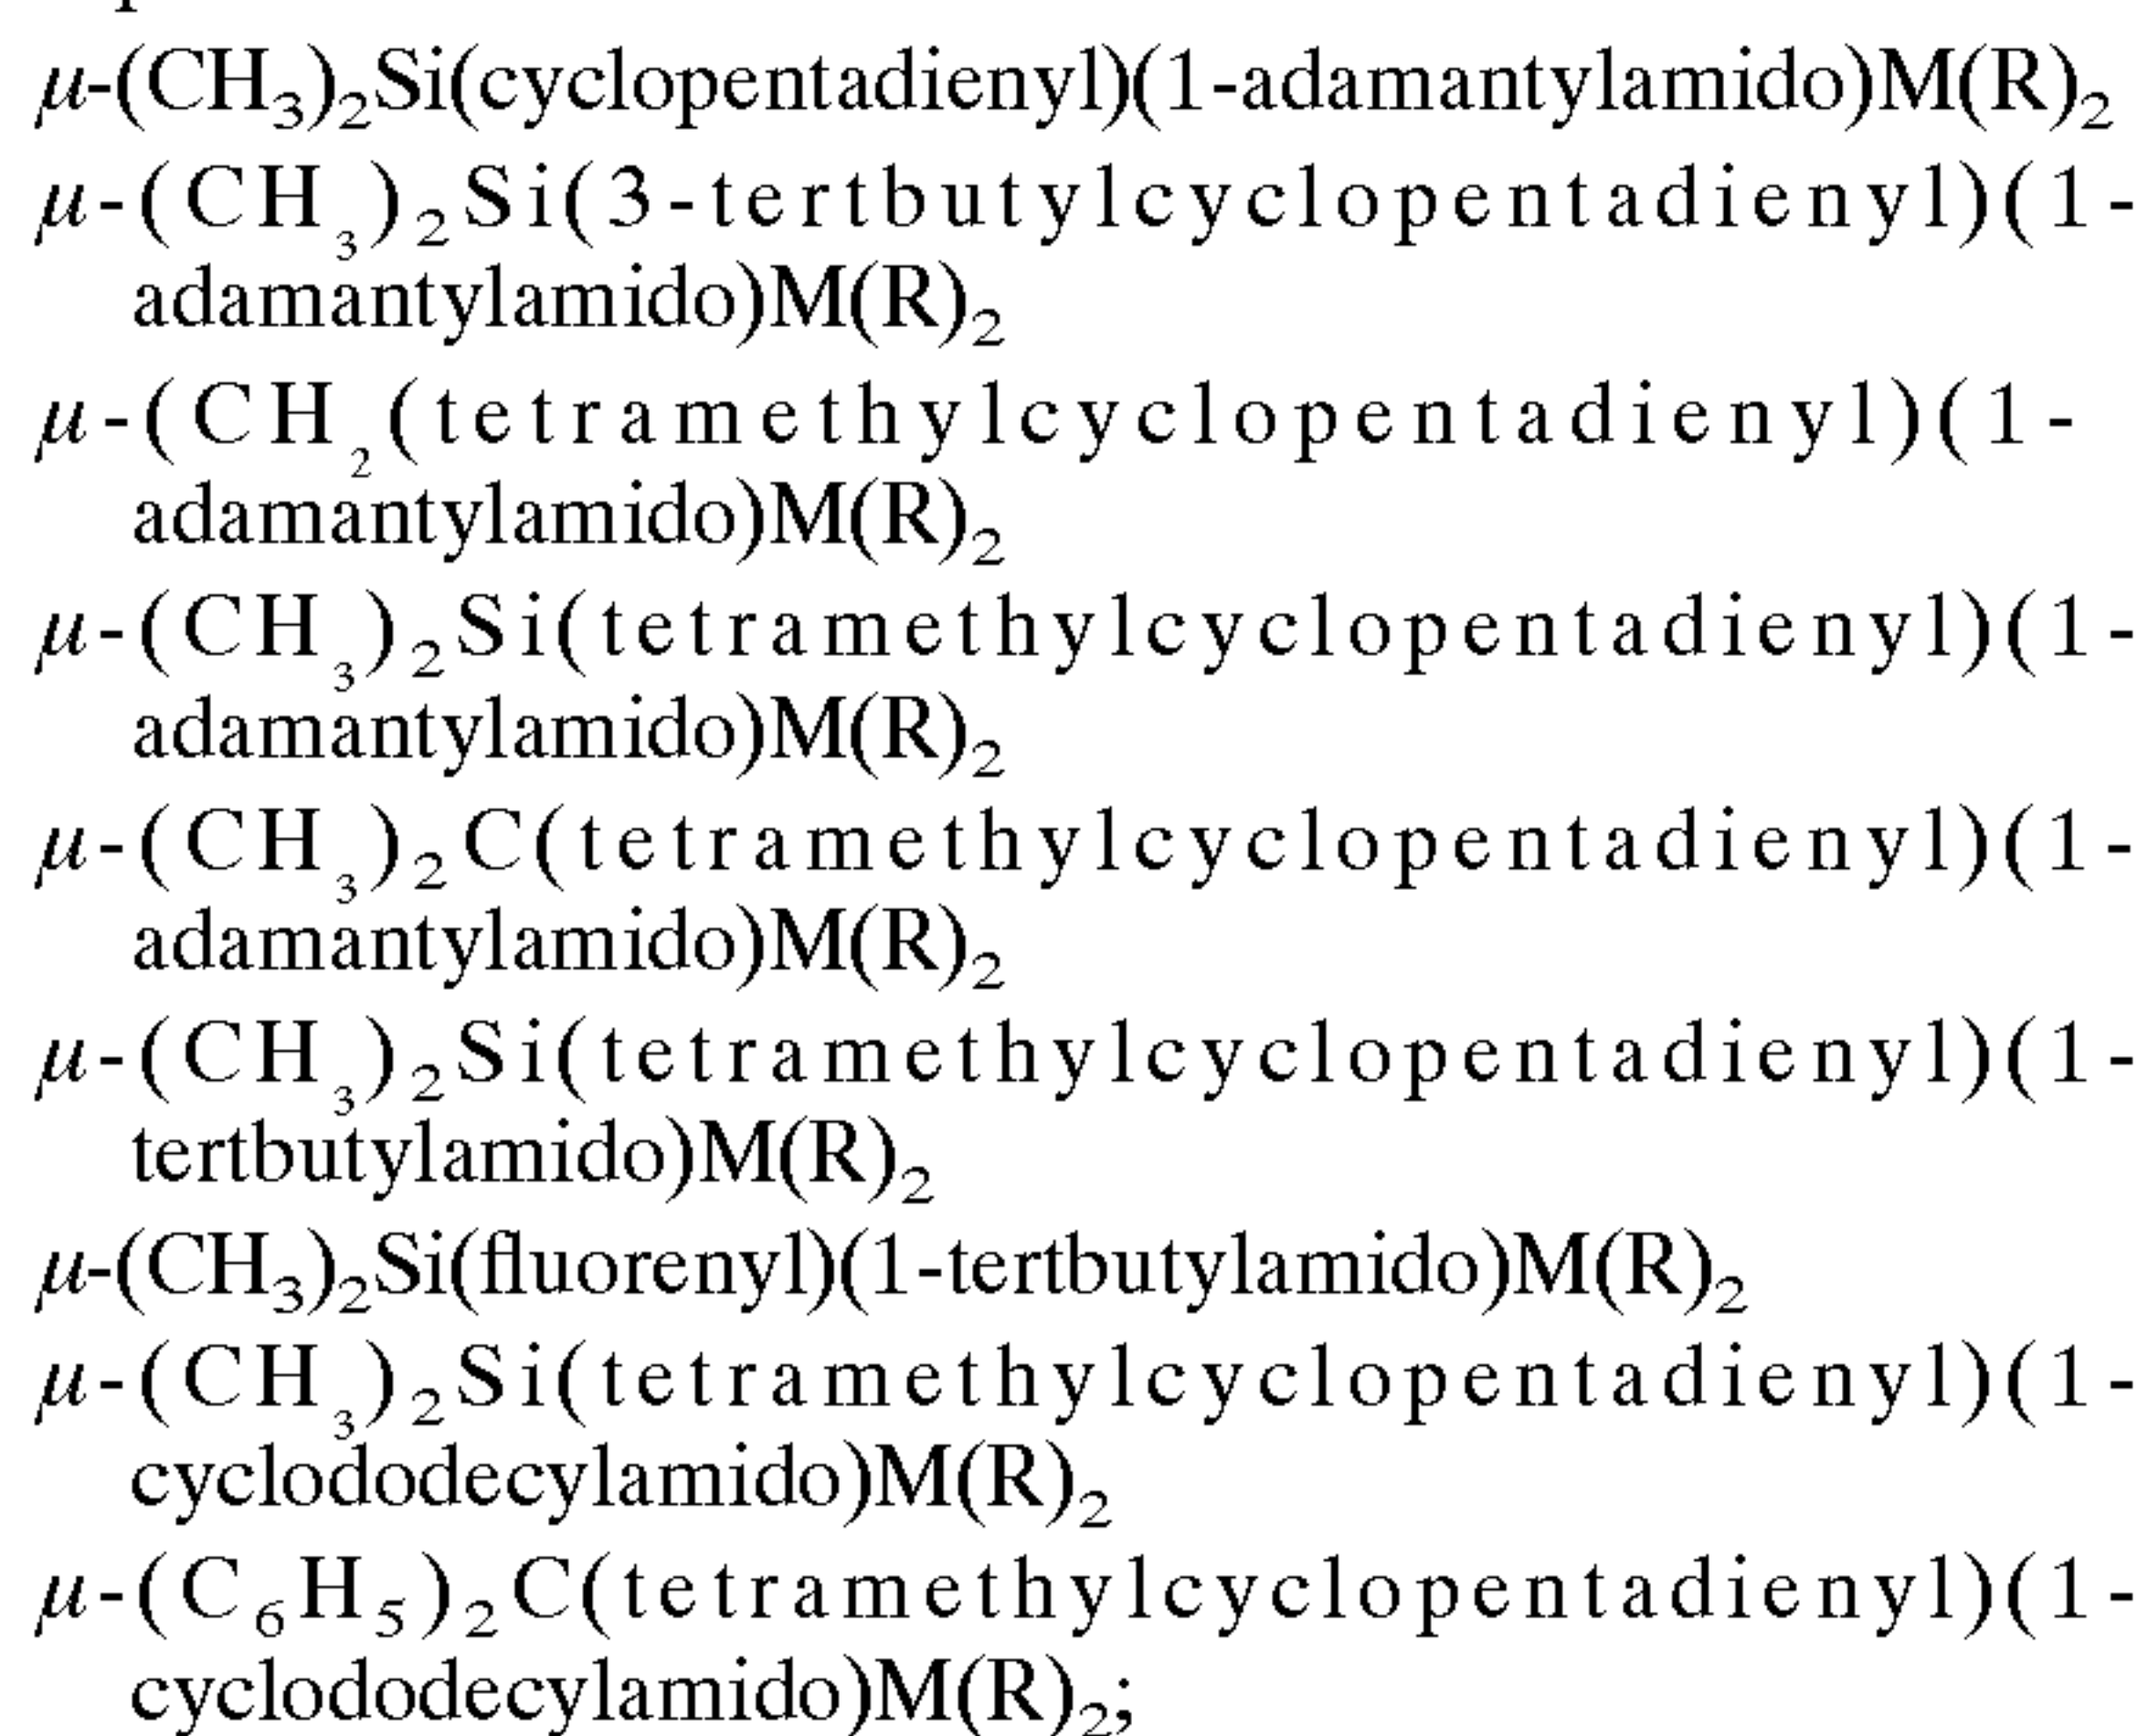 μ-(CH₃)₂Si(cyclopentadienyl)(1-adamantylamido)M(R)₂
μ-(CH₃)₂Si(3-tertbutylcyclopentadienyl)(1-
adamantylamido)M(R)₂
μ-(CH₂(tetramethylcyclopentadienyl)(1-
adamantylamido)M(R)₂
μ-(CH₃)₂Si(tetramethylcyclopentadienyl)(1-
adamantylamido)M(R)₂
μ-(CH₃)₂C(tetramethylcyclopentadienyl)(1-
adamantylamido)M(R)₂
μ-(CH₃)₂Si(tetramethylcyclopentadienyl)(1-
tertbutylamido)M(R)₂
μ-(CH₃)₂Si(fluorenyl)(1-tertbutylamido)M(R)₂
μ-(CH₃)₂Si(tetramethylcyclopentadienyl)(1-
cyclododecylamido)M(R)₂
μ-(C₆H₅)₂C(tetramethylcyclopentadienyl)(1-
cyclododecylamido)M(R)₂;